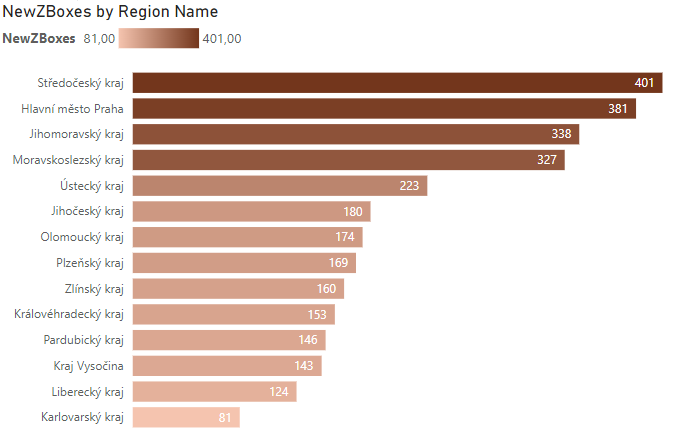 NewZBoxes by Region Name
NewZBoxes 81,00 401,00
Středočeský kraj 401
Hlavní město Praha 381
Jihomoravský kraj 338
Moravskoslezský kraj 327
Ústecký kraj 223
Jihočeský kraj 180
Olomoucký kraj 174
Plzeňský kraj 169
Zlínský kraj 160
Královéhradecký kraj 153
Pardubický kraj 146
Kraj Vysočina 143
Liberecký kraj 124
Karlovarský kraj 81